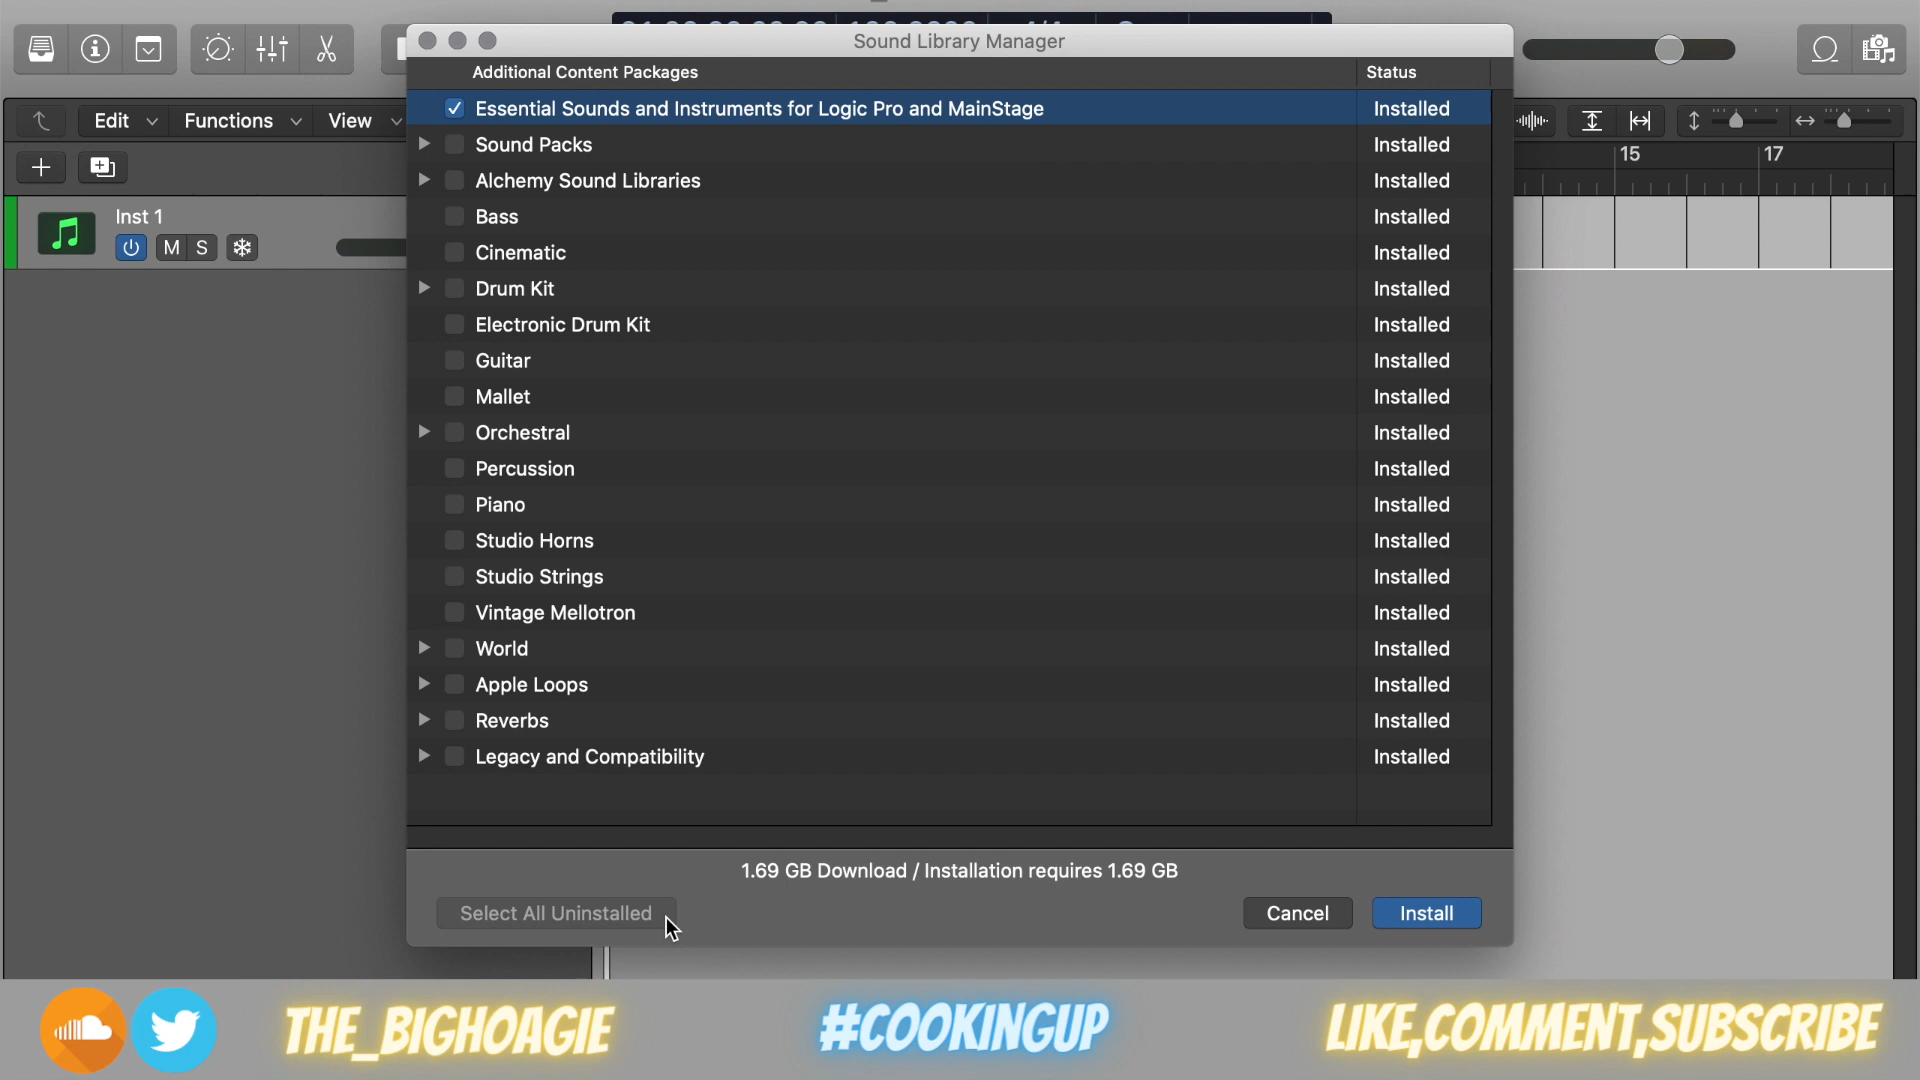 Sound Library Manager
Additional Content Packages Status
Essential Sounds and Instruments for Logic Pro and MainStage Installed
Sound Packs Installed
Alchemy Sound Libraries Installed
Bass Installed
Cinematic Installed
Drum Kit Installed
Electronic Drum Kit Installed
Guitar Installed
Mallet Installed
Orchestral Installed
Percussion Installed
Piano Installed
Studio Horns Installed
Studio Strings Installed
Vintage Mellotron Installed
World Installed
Apple Loops Installed
Reverbs Installed
Legacy and Compatibility Installed
1.69 GB Download / Installation requires 1.69 GB
Select All Uninstalled Cancel Install
Edit Functions View
15 17
Inst 1
M S
THE_BIGHOAGIE #COOKINGUP LIKE,COMMENT,SUBSCRIBE